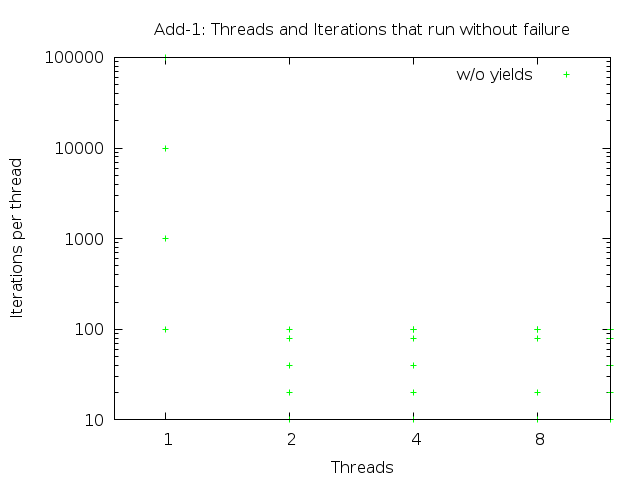 Add-1: Threads and Iterations that run without failure
100000
w/o yields
10000
Iterations per thread
1000
100
10
1 2 4 8
Threads